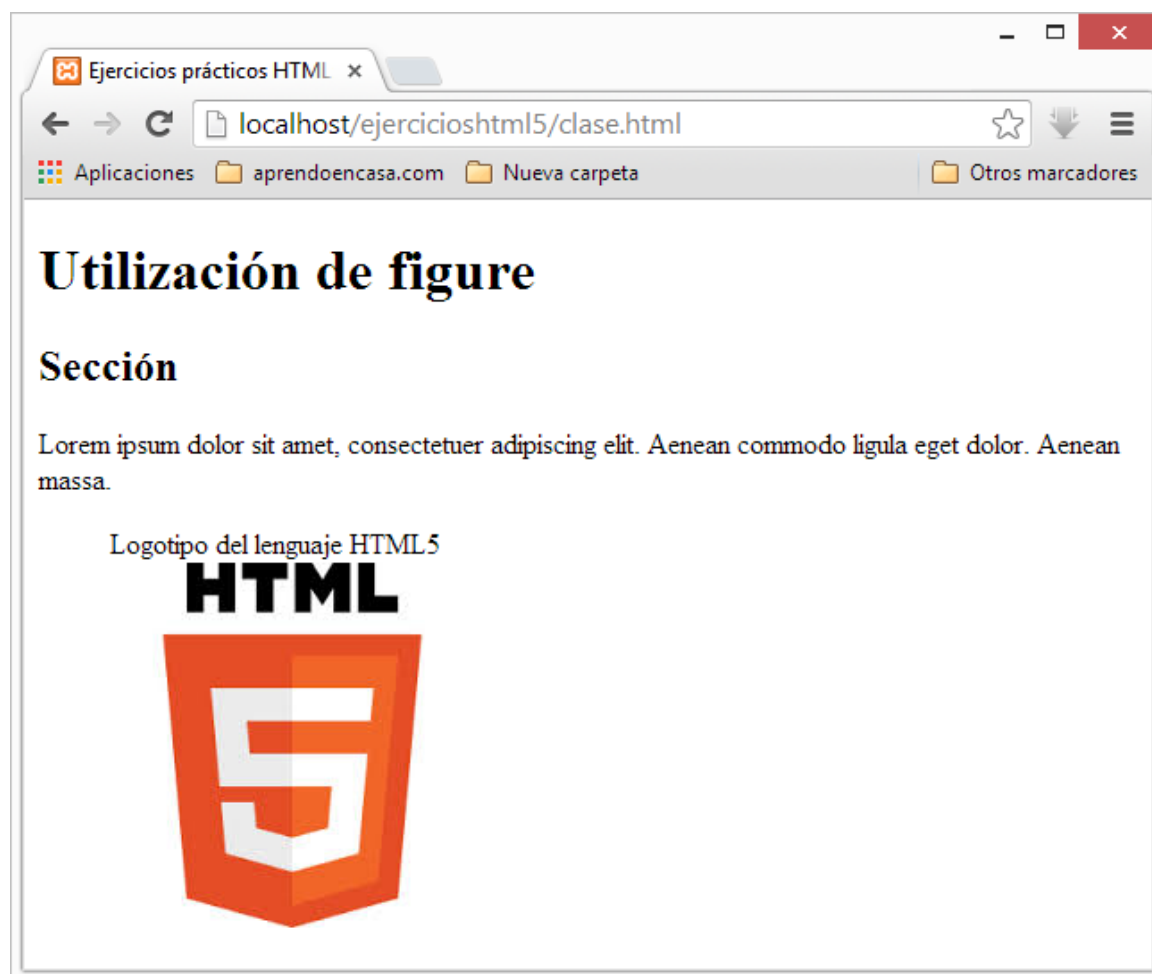 Ejercicios prácticos HTML
localhost/ejercicioshtml5/clase.html
Aplicaciones aprendoencasa.com Nueva carpeta Otros marcadores
Utilización de figure
Sección
Lorem ipsum dolor sit amet, consectetuer adipiscing elit. Aenean commodo ligula eget dolor. Aenean
massa.
Logotipo del lenguaje HTML5
HTML
5